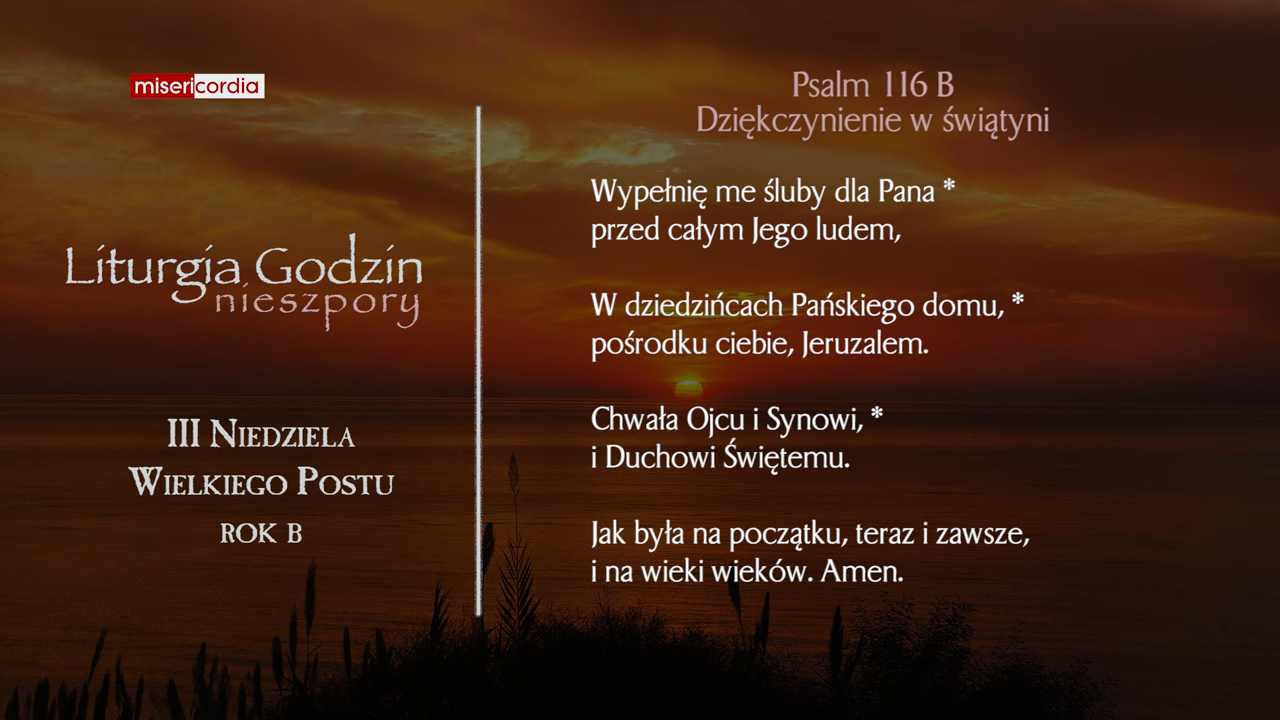 misericordia
Liturgia Godzin
nieszpory
III Niedziela
Wielkiego Postu
rok B
Psalm 116 B
Dziękczynienie w świątyni
Wypełnię me śluby dla Pana *
przed całym Jego ludem,
W dziedzińcach Pańskiego domu, *
pośrodku ciebie, Jeruzalem.
Chwała Ojcu i Synowi, *
i Duchowi Świętemu.
Jak była na początku, teraz i zawsze,
i na wieki wieków. Amen.